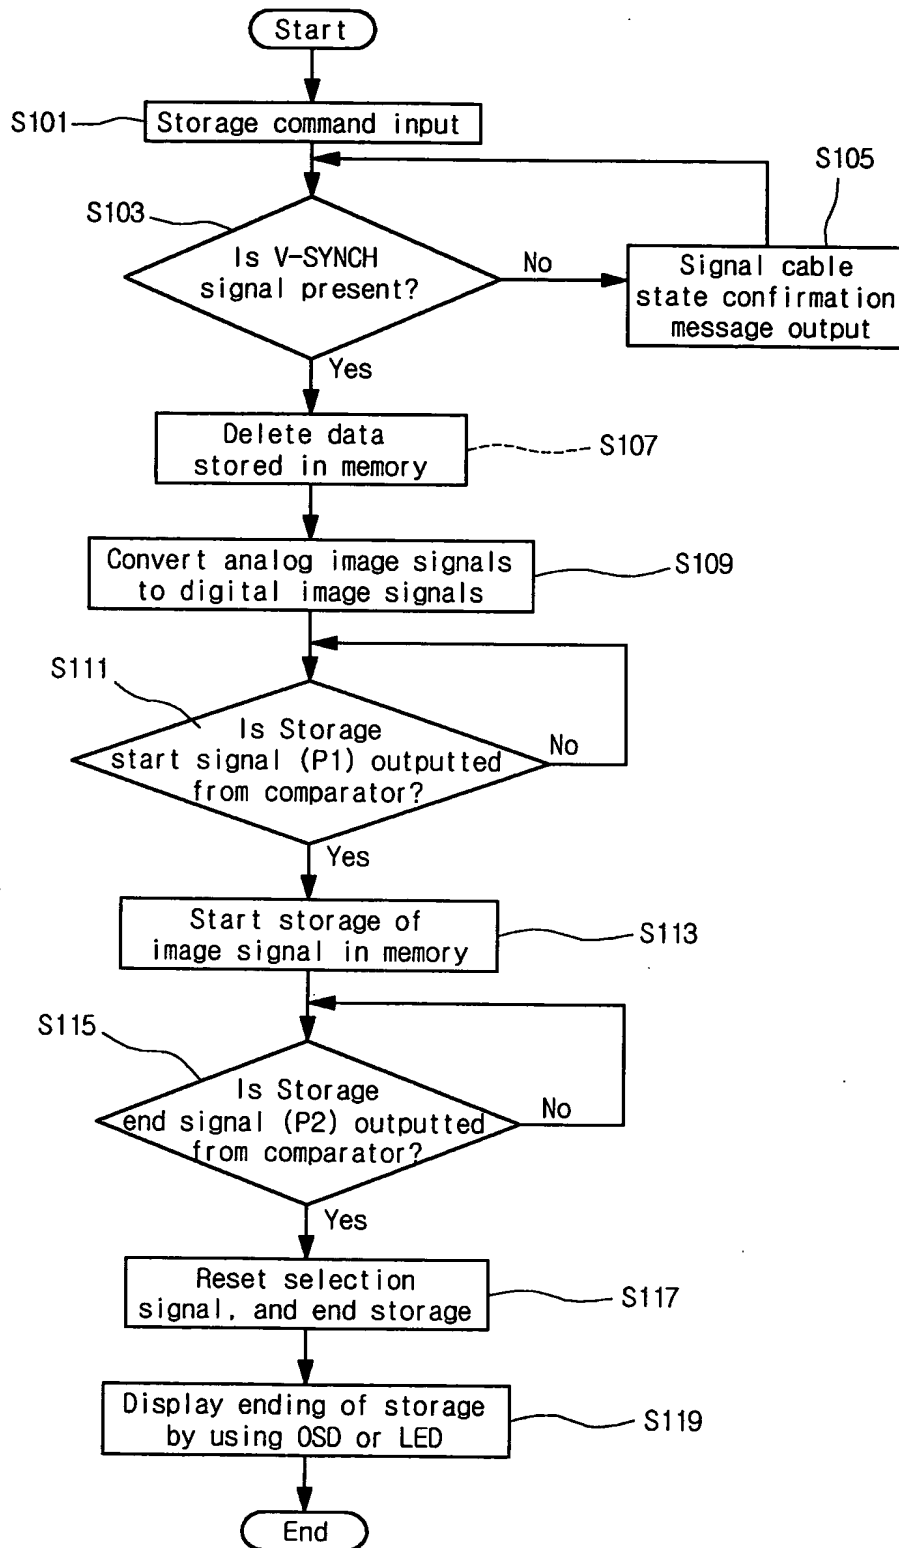 Start
S101
Storage command input
S105
S103
Is V-SYNCH
signal present?
No
Signal cable
state confirmation
message output
Yes
Delete data
stored in memory
S107
Convert analog image signals
to digital image signals
S109
S111
Is Storage
start signal (P1) outputted
from comparator?
No
Yes
Start storage of
image signal in memory
S113
S115
Is Storage
end signal (P2) outputted
from comparator?
No
Yes
Reset selection
signal, and end storage
S117
Display ending of storage
by using OSD or LED
S119
End